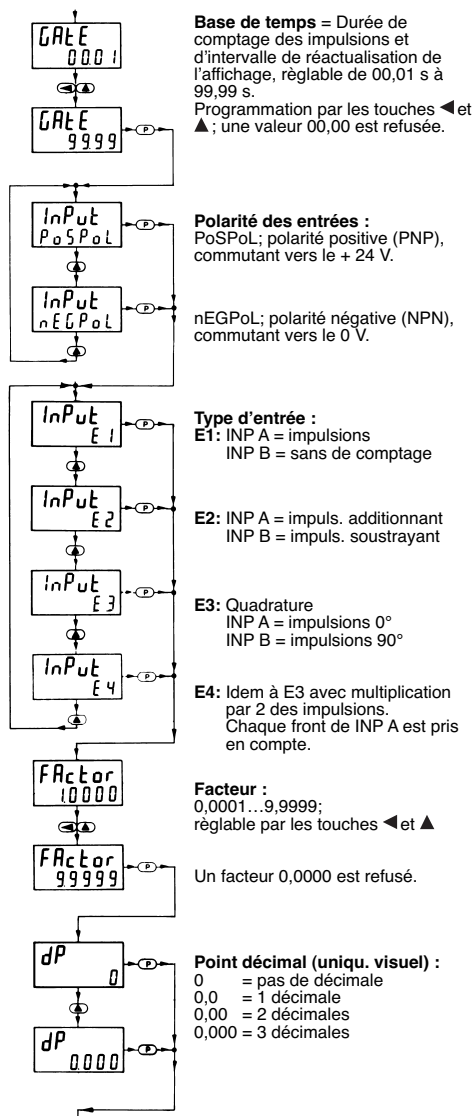 GAtE
00.01
Base de temps = Durée de
comptage des impulsions et
d'intervalle de réactualisation de
l'affichage, règlable de 00,01 s à
99,99 s.
Programmation par les touches ◀ et
▲; une valeur 00,00 est refusée.
GAtE
99.99
P
InPut
PoSPoL
P
Polarité des entrées :
PoSPoL; polarité positive (PNP),
commutant vers le + 24 V.
InPut
nEGPoL
P
nEGPoL; polarité négative (NPN),
commutant vers le 0 V.
InPut
E1
P
Type d'entrée :
E1: INP A = impulsions
INP B = sans de comptage
InPut
E2
P
E2: INP A = impuls. additionnant
INP B = impuls. soustrayant
InPut
E3
P
E3: Quadrature
INP A = impulsions 0°
INP B = impulsions 90°
InPut
E4
P
E4: Idem à E3 avec multiplication
par 2 des impulsions.
Chaque front de INP A est pris
en compte.
FActor
1.0000
Facteur :
0,0001...9,9999;
règlable par les touches ◀ et ▲
FActor
9.9999
P
Un facteur 0,0000 est refusé.
dP
0
P
Point décimal (uniqu. visuel) :
0 = pas de décimale
0,0 = 1 décimale
0,00 = 2 décimales
0,000 = 3 décimales
dP
0.000
P